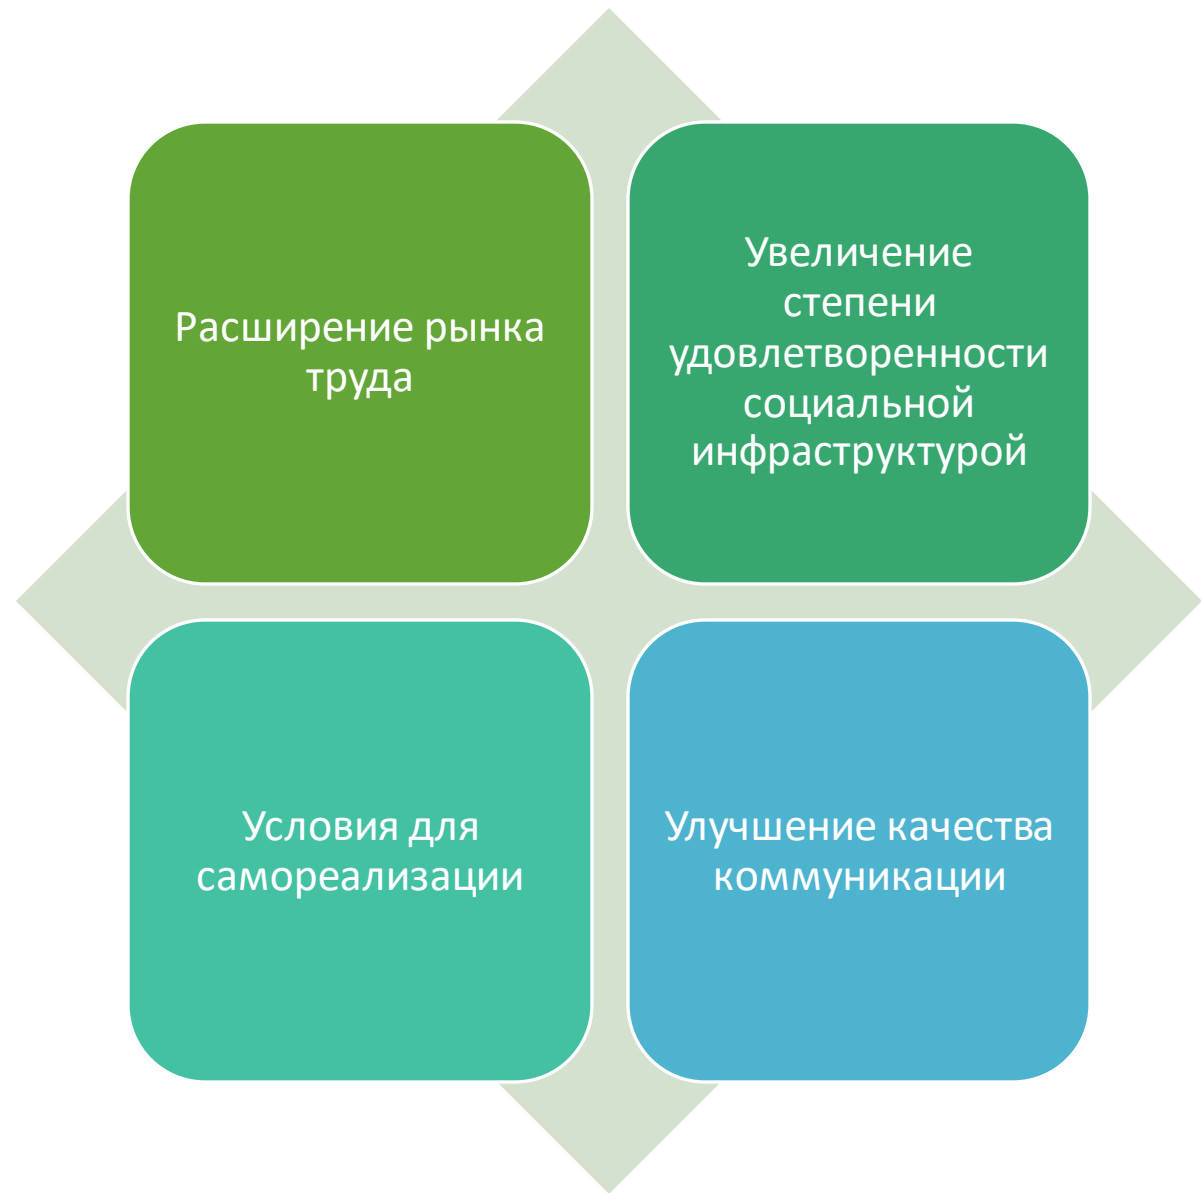 Расширение рынка
труда
Увеличение
степени
удовлетворенности
социальной
инфраструктурой
Условия для
самореализации
Улучшение качества
коммуникации